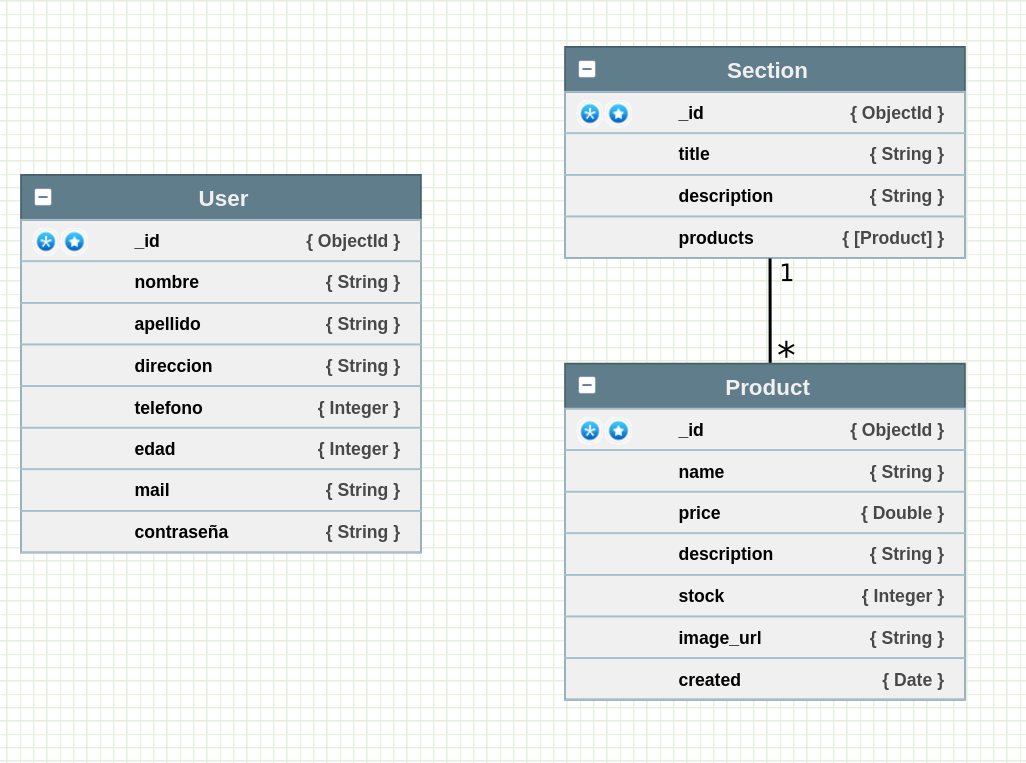 Section
_id { ObjectId }
title { String }
description { String }
products { [Product] }
1
*
User
_id { ObjectId }
nombre { String }
apellido { String }
direccion { String }
telefono { Integer }
edad { Integer }
mail { String }
contraseña { String }
Product
_id { ObjectId }
name { String }
price { Double }
description { String }
stock { Integer }
image_url { String }
created { Date }